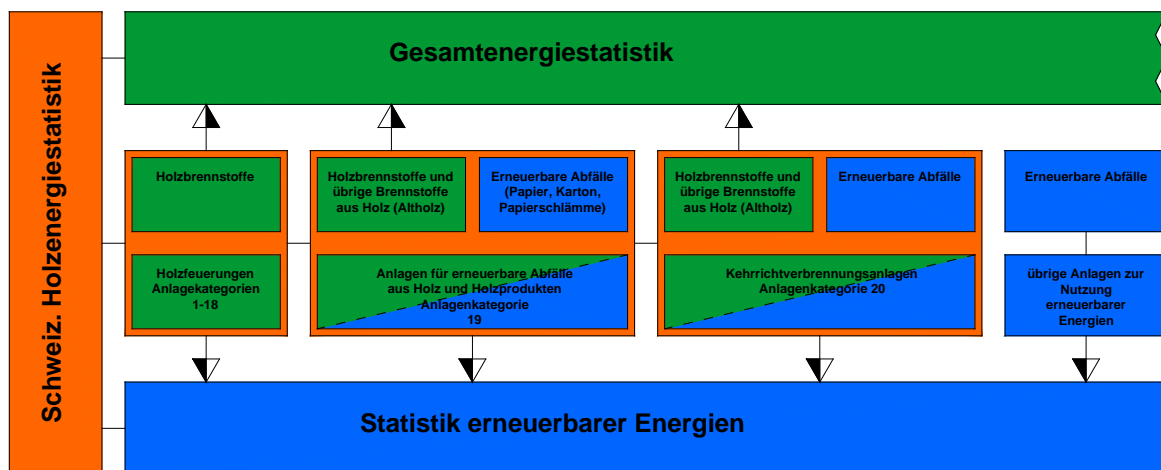 Schweiz. Holzenergiestatistik
Gesamtenergiestatistik
Holzbrennstoffe
Holzbrennstoffe und
übrige Brennstoffe
aus Holz (Altholz)
Erneuerbare Abfälle
(Papier, Karton,
Papierschlämme)
Holzbrennstoffe und
übrige Brennstoffe
aus Holz (Altholz)
Erneuerbare Abfälle
Erneuerbare Abfälle
Holzfeuerungen
Anlagekategorien
1-18
Anlagen für erneuerbare Abfälle
aus Holz und Holzprodukten
Anlagenkategorie
19
Kehrrichtverbrennungsanlagen
Anlagenkategorie 20
übrige Anlagen zur
Nutzung
erneuerbarer
Energien
Statistik erneuerbarer Energien